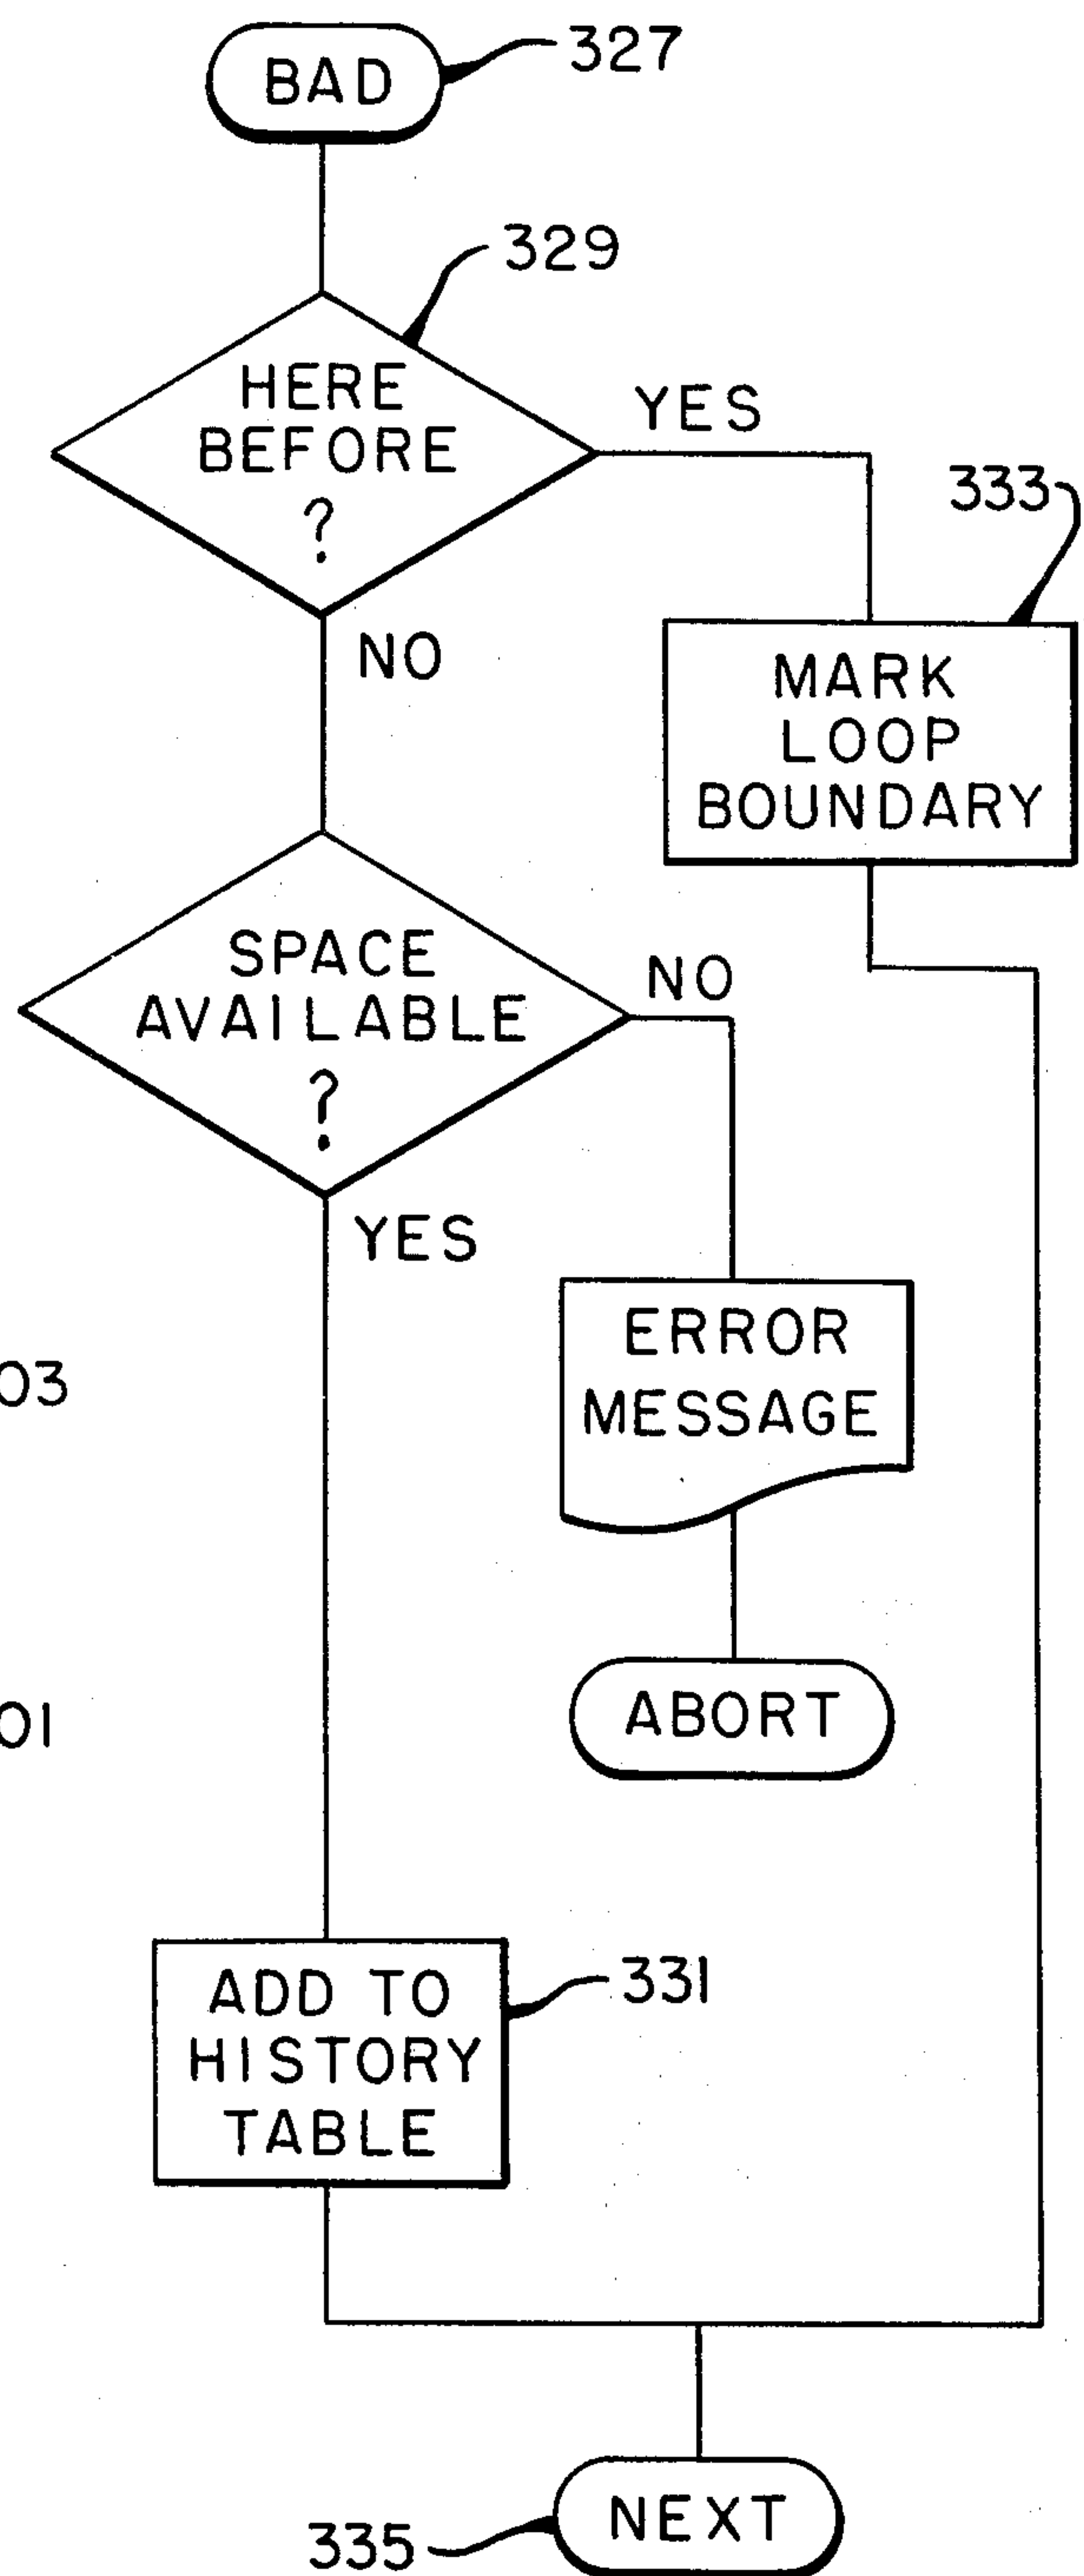 BAD
327
329
HERE
BEFORE
?
YES
333
NO
MARK
LOOP
BOUNDARY
SPACE
AVAILABLE
?
NO
YES
ERROR
MESSAGE
03
ABORT
01
ADD TO
HISTORY
TABLE
331
NEXT
335